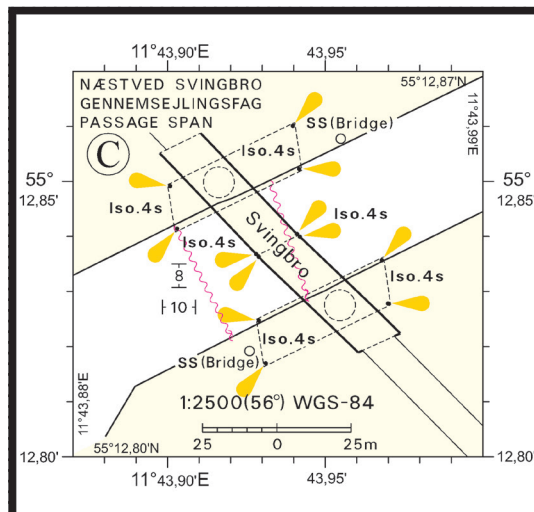 11°43,90'E
43,95'
NÆSTVED SVINGBRO
GENNEMSEJLINGSFAG
PASSAGE SPAN
55°12,87'N
11°43,99'E
C
SS(Bridge)
Iso.4s
55°
12,85'
55°
12,85'
Iso.4s
Svingbro
Iso.4s
Iso.4s
8
10
Iso.4s
Iso.4s
SS(Bridge)
11°43,88'E
1:2500(56°) WGS-84
55°12,80'N
25
0
25m
12,80'
12,80'
11°43,90'E
43,95'